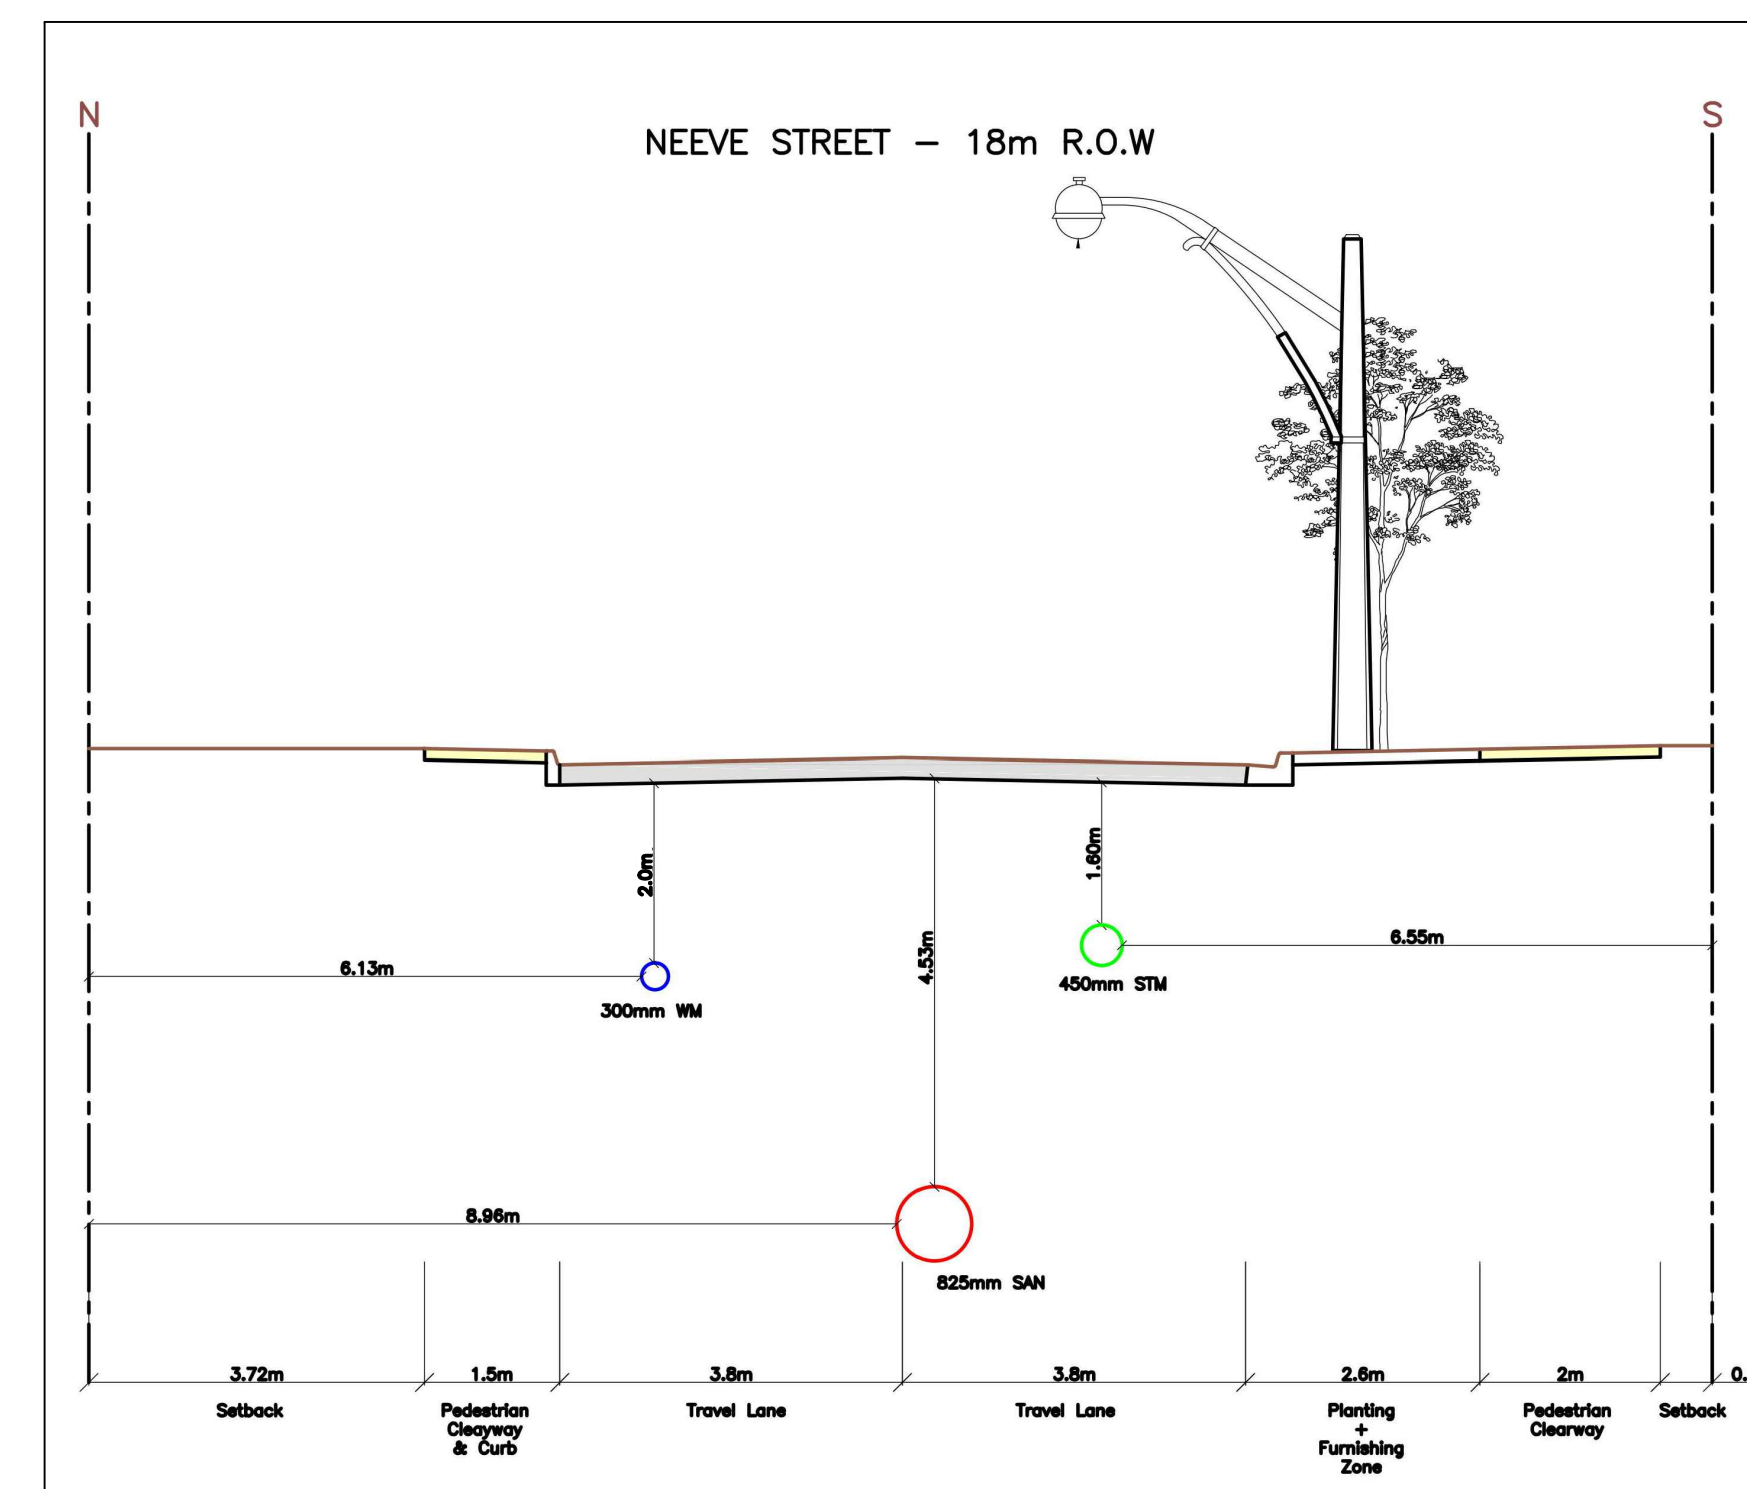 N
S
NEEVE STREET - 18m R.O.W
2.0m
1.60m
4.53m
6.55m
6.13m
450mm STM
300mm WM
8.96m
825mm SAN
3.72m
1.5m
3.8m
3.8m
2.6m
2m
0.
Setback
Pedestrian
Cleayway
& Curb
Travel Lane
Travel Lane
Planting
+
Furnishing
Zone
Pedestrian
Clearway
Setback